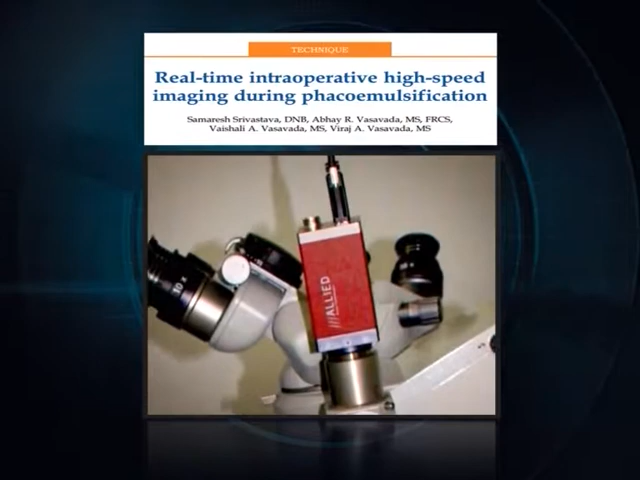 TECHNIQUE
Real-time intraoperative high-speed
imaging during phacoemulsification
Samaresh Srivastava, DNB, Abhay R. Vasavada, MS, FRCS,
Vaishali A. Vasavada, MS, Viraj A. Vasavada, MS
10X
///ALLIED